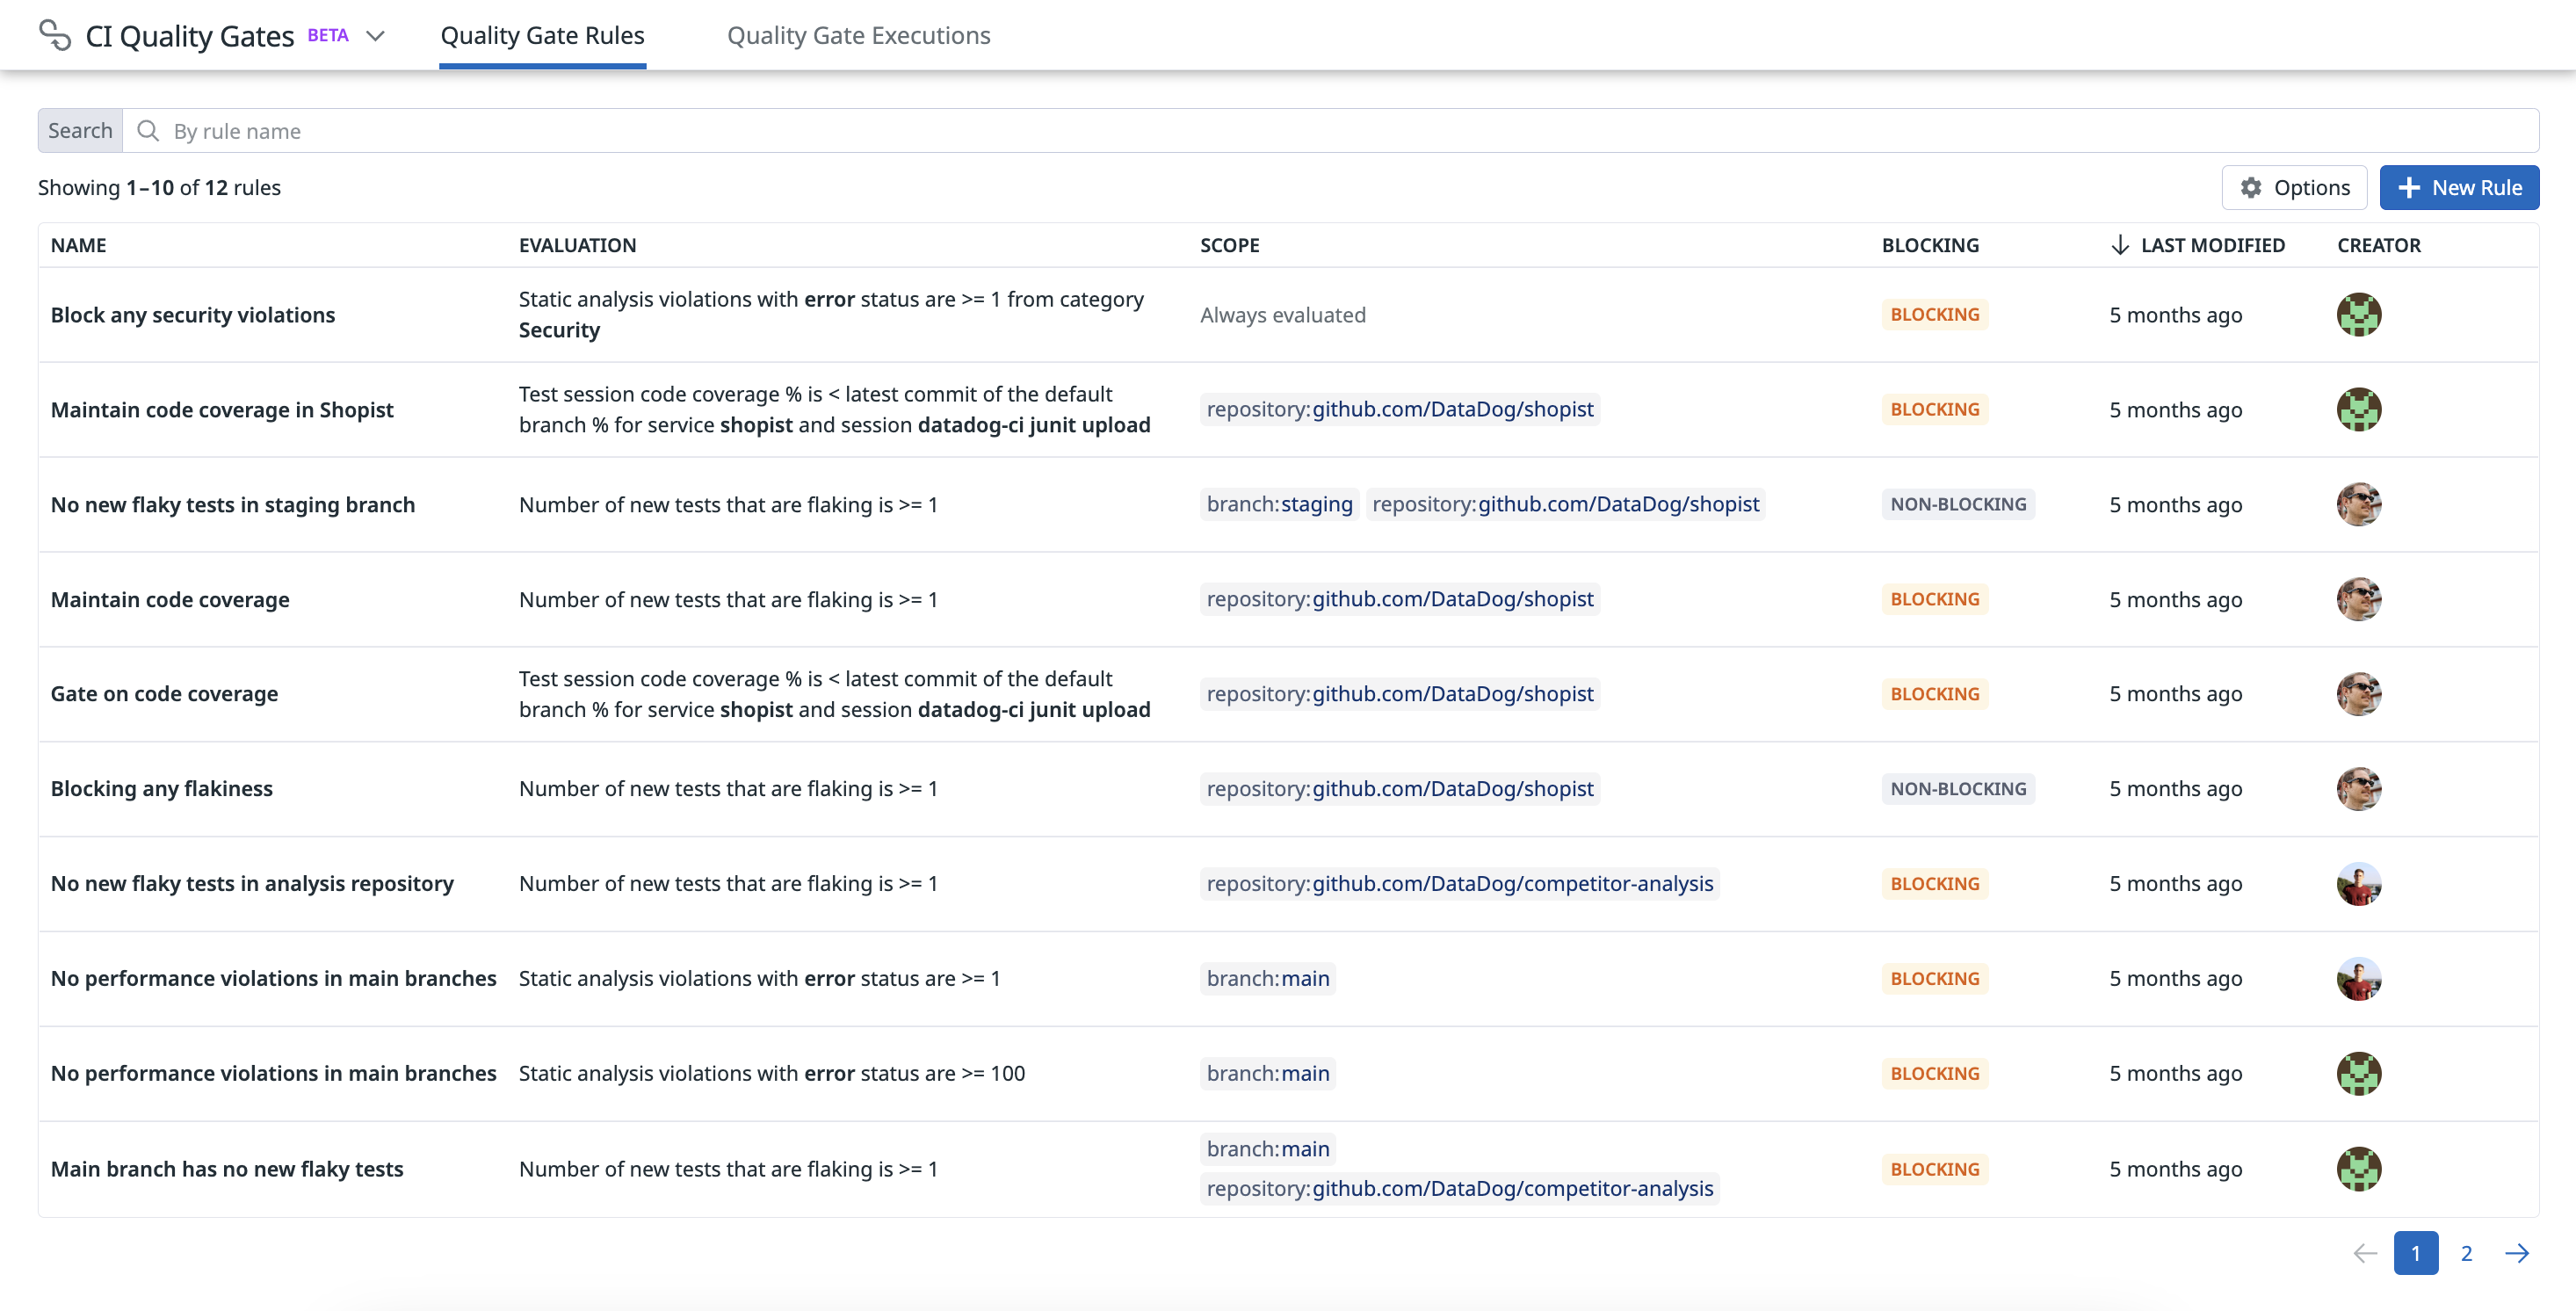 CI Quality Gates BETA Quality Gate Rules Quality Gate Executions
Search By rule name
Showing 1–10 of 12 rules Options New Rule
NAME EVALUATION SCOPE BLOCKING LAST MODIFIED CREATOR
Block any security violations
Static analysis violations with error status are >= 1 from category
Security
Always evaluated
BLOCKING
5 months ago
Maintain code coverage in Shopist
Test session code coverage % is < latest commit of the default
branch % for service shopist and session datadog-ci junit upload
repository:github.com/DataDog/shopist
BLOCKING
5 months ago
No new flaky tests in staging branch
Number of new tests that are flaking is >= 1
branch:staging repository:github.com/DataDog/shopist
NON-BLOCKING
5 months ago
Maintain code coverage
Number of new tests that are flaking is >= 1
repository:github.com/DataDog/shopist
BLOCKING
5 months ago
Gate on code coverage
Test session code coverage % is < latest commit of the default
branch % for service shopist and session datadog-ci junit upload
repository:github.com/DataDog/shopist
BLOCKING
5 months ago
Blocking any flakiness
Number of new tests that are flaking is >= 1
repository:github.com/DataDog/shopist
NON-BLOCKING
5 months ago
No new flaky tests in analysis repository
Number of new tests that are flaking is >= 1
repository:github.com/DataDog/competitor-analysis
BLOCKING
5 months ago
No performance violations in main branches
Static analysis violations with error status are >= 1
branch:main
BLOCKING
5 months ago
No performance violations in main branches
Static analysis violations with error status are >= 100
branch:main
BLOCKING
5 months ago
Main branch has no new flaky tests
Number of new tests that are flaking is >= 1
branch:main
repository:github.com/DataDog/competitor-analysis
BLOCKING
5 months ago
1 2